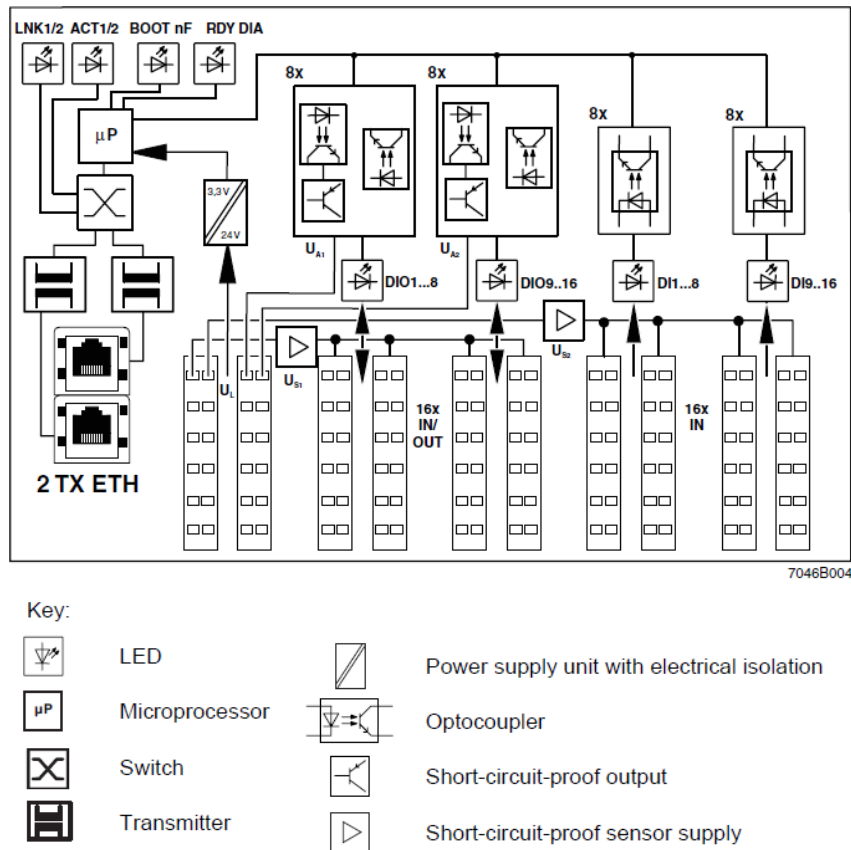 LNK1/2 ACT1/2 BOOT nF RDY DIA
8x
8x
8x
8x
µP
3,3 V
24 V
UA1
UA2
DIO1...8
DIO9..16
DI1...8
DI9..16
UL
US1
US2
16x
IN/
OUT
16x
IN
2 TX ETH
7046B004
Key:
LED
Power supply unit with electrical isolation
µP
Microprocessor
Optocoupler
Switch
Short-circuit-proof output
Transmitter
Short-circuit-proof sensor supply